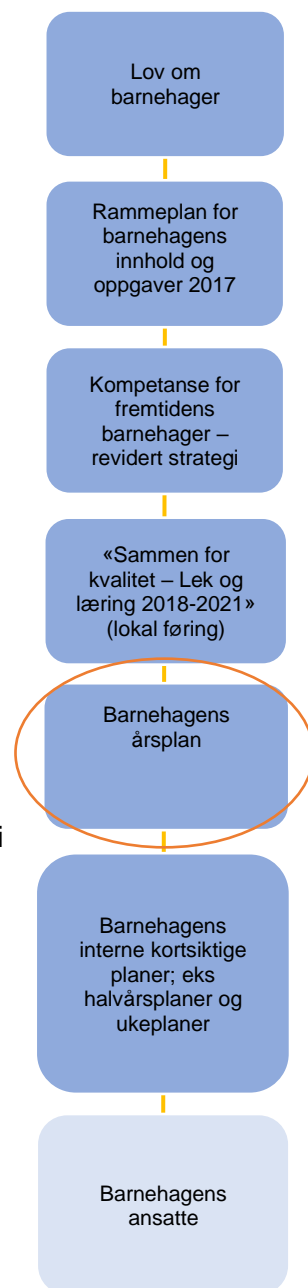 Lov om
barnehager
Rammeplan for
barnehagens
innhold og
oppgaver 2017
Kompetanse for
fremtidens
barnehager –
revidert strategi
«Sammen for
kvalitet – Lek og
læring 2018-2021»
(lokal føring)
Barnehagens
årsplan
i
Barnehagens
interne kortsiktige
planer; eks
halvårsplaner og
ukeplaner
Barnehagens
ansatte